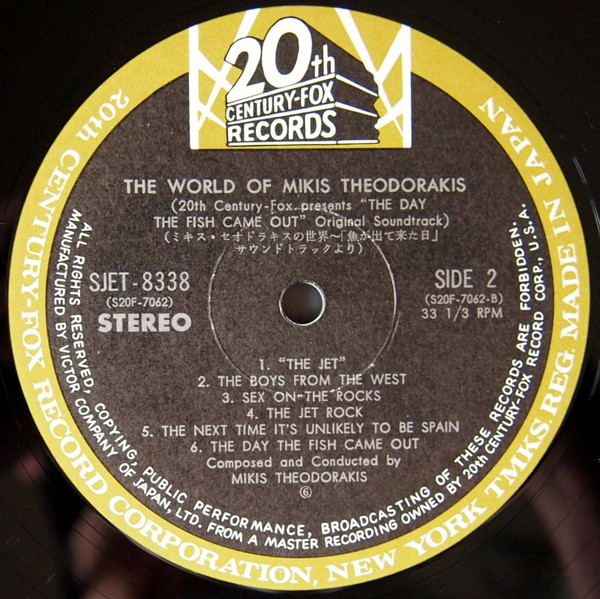 20th
CENTURY-FOX
RECORDS
THE WORLD OF MIKIS THEODORAKIS
(20th Century-Fox presents "THE DAY
THE FISH CAME OUT" Original Soundtrack)
(ミキス・セオドラキスの世界〜「魚が出て来た日」
サウンドトラックより)
SJET-8338
(S20F-7062)
STEREO
SIDE 2
(S20F-7062-B)
33 1/3 RPM
1. "THE JET"
2. THE BOYS FROM THE WEST
3. SEX ON THE ROCKS
4. THE JET ROCK
5. THE NEXT TIME IT'S UNLIKELY TO BE SPAIN
6. THE DAY THE FISH CAME OUT
Composed and Conducted by
MIKIS THEODORAKIS
⑥
ALL RIGHTS RESERVED, COPYING, PUBLIC PERFORMANCE, BROADCASTING OF THESE RECORDS ARE FORBIDDEN.
MANUFACTURED BY VICTOR COMPANY OF JAPAN, LTD. FROM A MASTER RECORDING OWNED BY 20th CENTURY-FOX RECORD CORP., U.S.A.
20th CENTURY-FOX RECORD CORPORATION, NEW YORK TMKS. REG. MADE IN JAPAN